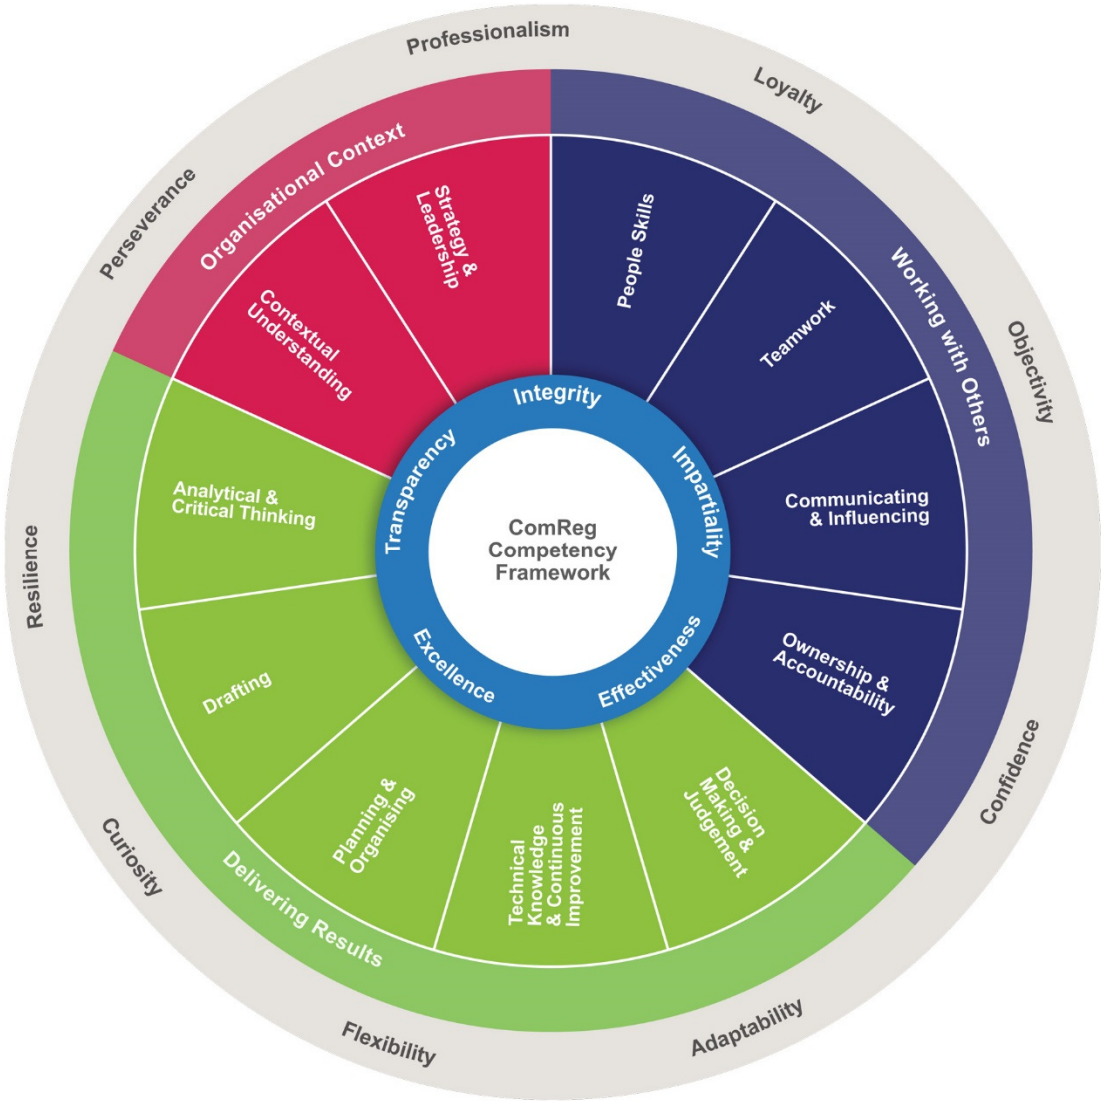 Professionalism
Loyalty
Objectivity
Confidence
Adaptability
Flexibility
Curiosity
Resilience
Perseverance
Organisational Context
Working with Others
Delivering Results
Strategy &
Leadership
People Skills
Teamwork
Communicating
& Influencing
Ownership &
Accountability
Decision
Making &
Judgement
Technical
Knowledge
& Continuous
Improvement
Planning &
Organising
Drafting
Analytical &
Critical Thinking
Contextual
Understanding
Integrity
Impartiality
Effectiveness
Excellence
Transparency
ComReg
Competency
Framework